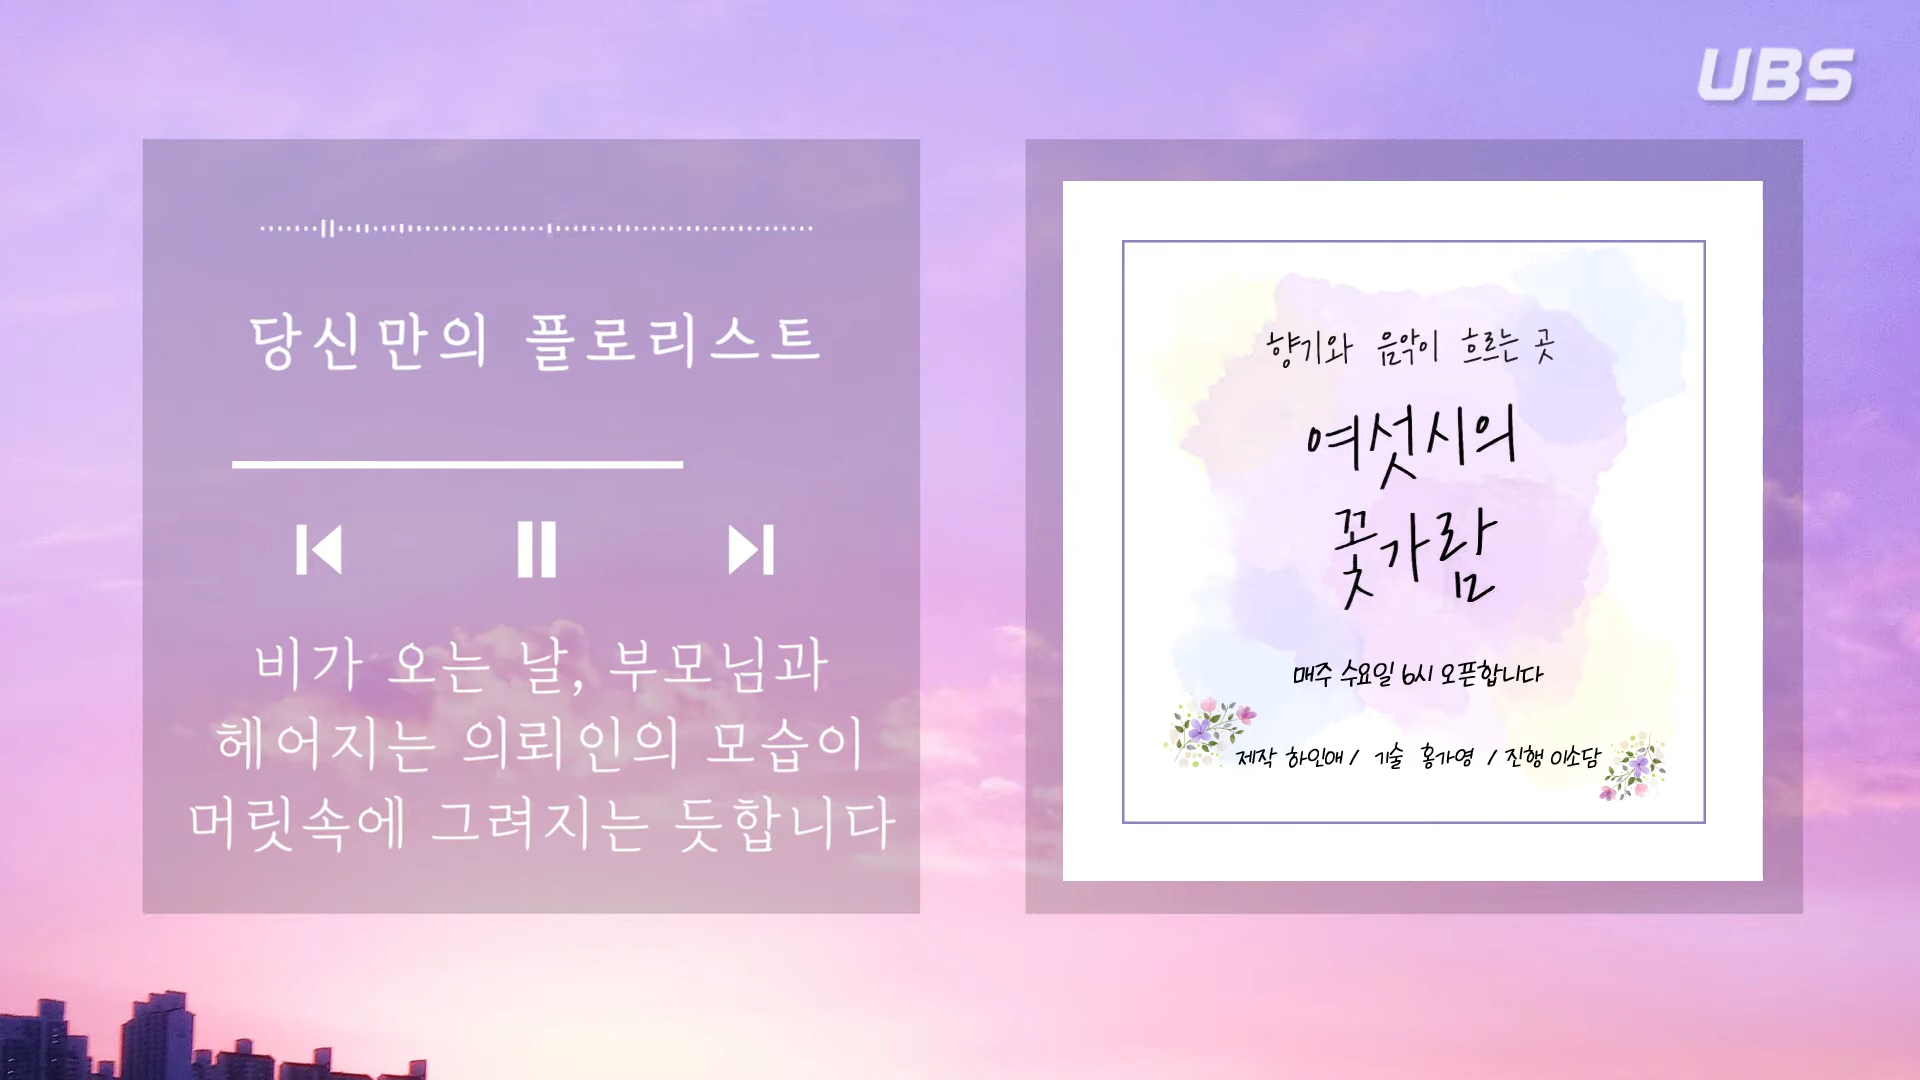 UBS
당신만의 플로리스트
비가 오는 날, 부모님과
헤어지는 의뢰인의 모습이
머릿속에 그려지는 듯합니다
향기와 음악이 흐르는 곳
여섯시의
꽃가람
매주 수요일 6시 오픈합니다
제작 하인애 / 기술 홍가영 / 진행 이소담